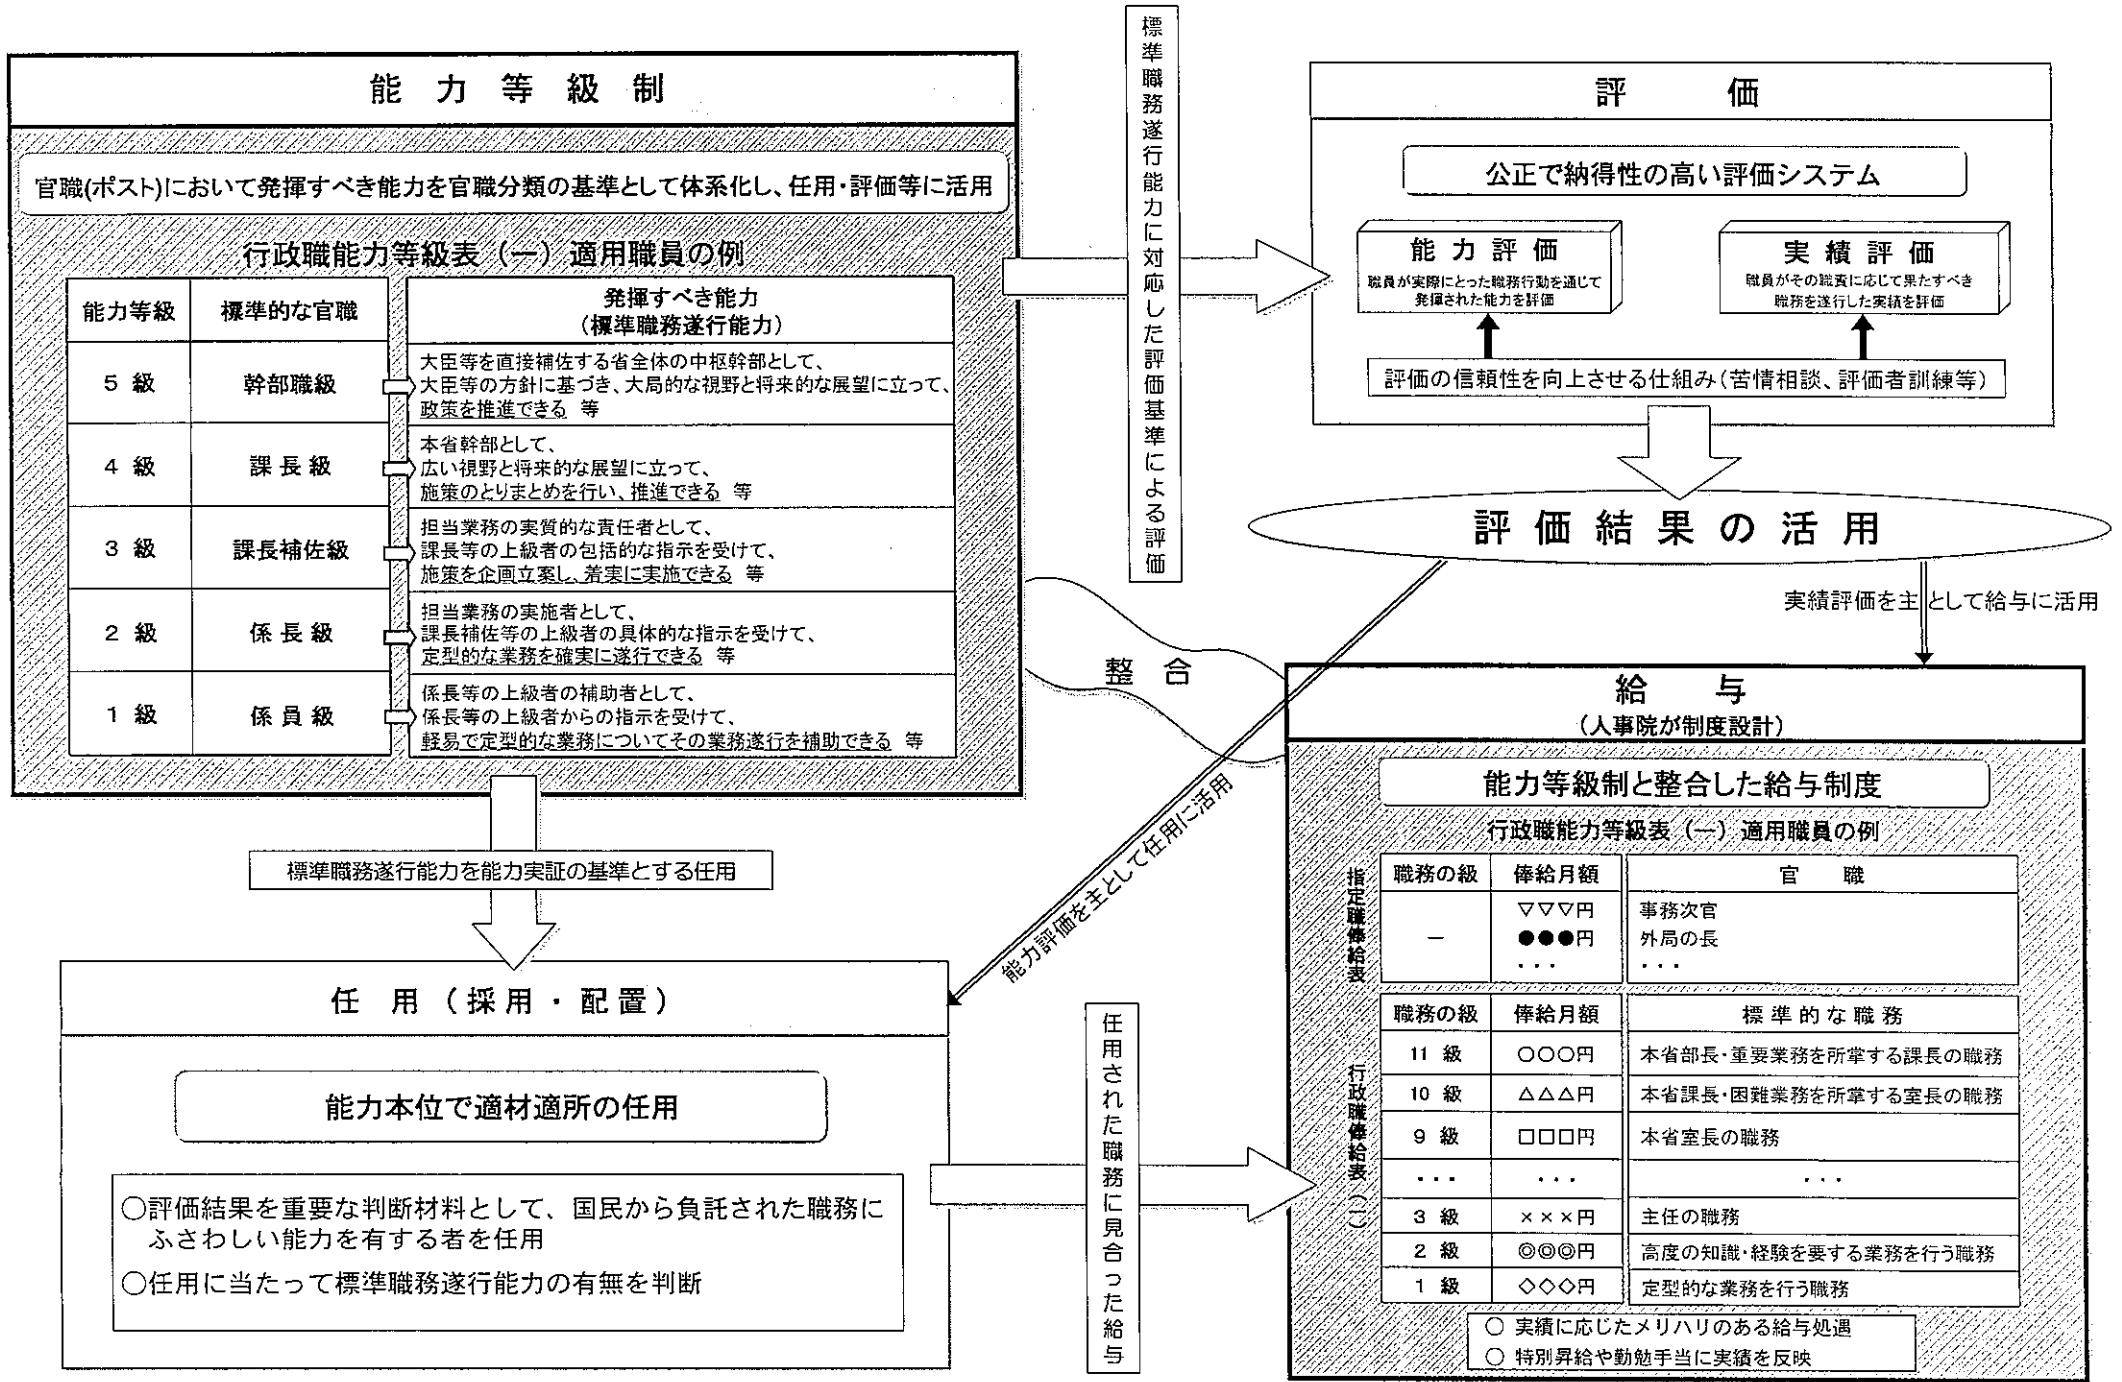 能力等級制
官職(ポスト)において発揮すべき能力を官職分類の基準として体系化し、任用・評価等に活用
行政職能力等級表(一)適用職員の例
能力等級 標準的な官職 発揮すべき能力
(標準職務遂行能力)
5 級 幹部職級
大臣等を直接補佐する省全体の中枢幹部として、
大臣等の方針に基づき、大局的な視野と将来的な展望に立って、
政策を推進できる 等
4 級 課長級
本省幹部として、
広い視野と将来的な展望に立って、
施策のとりまとめを行い、推進できる 等
3 級 課長補佐級
担当業務の実質的な責任者として、
課長等の上級者の包括的な指示を受けて、
施策を企画立案し、着実に実施できる 等
2 級 係長級
担当業務の実施者として、
課長補佐等の上級者の具体的な指示を受けて、
定型的な業務を確実に遂行できる 等
1 級 係員級
係長等の上級者の補助者として、
係長等の上級者からの指示を受けて、
軽易で定型的な業務についてその業務遂行を補助できる 等
標準職務遂行能力に対応した評価基準による評価
評価
公正で納得性の高い評価システム
能力評価
職員が実際にとった職務行動を通じて
発揮された能力を評価
実績評価
職員がその職責に応じて果たすべき
職務を遂行した実績を評価
評価の信頼性を向上させる仕組み(苦情相談、評価者訓練等)
評価結果の活用
実績評価を主として給与に活用
能力評価を主として任用に活用
整合
標準職務遂行能力を能力実証の基準とする任用
任用(採用・配置)
能力本位で適材適所の任用
○評価結果を重要な判断材料として、国民から負託された職務に
ふさわしい能力を有する者を任用
○任用に当たって標準職務遂行能力の有無を判断
任用された職務に見合った給与
給与
(人事院が制度設計)
能力等級制と整合した給与制度
行政職能力等級表(一)適用職員の例
指定職俸給表
職務の級 俸給月額 官職
― ▽▽▽円 事務次官
●●●円 外局の長
・・・ ・・・
行政職俸給表(一)
職務の級 俸給月額 標準的な職務
11 級 ○○○円 本省部長・重要業務を所掌する課長の職務
10 級 △△△円 本省課長・困難業務を所掌する室長の職務
9 級 □□□円 本省室長の職務
・・・ ・・・ ・・・
3 級 ×××円 主任の職務
2 級 ◎◎◎円 高度の知識・経験を要する業務を行う職務
1 級 ◇◇◇円 定型的な業務を行う職務
○ 実績に応じたメリハリのある給与処遇
○ 特別昇給や勤勉手当に実績を反映